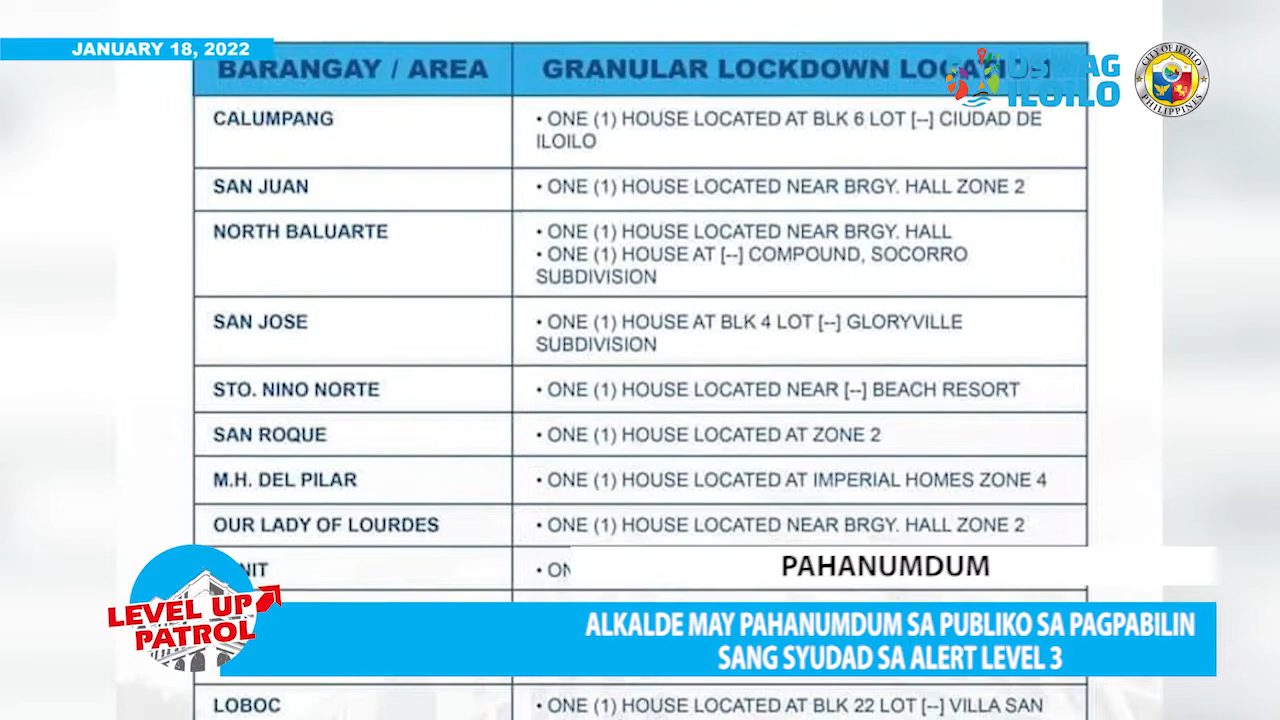 JANUARY 18, 2022
BARANGAY / AREA
GRANULAR LOCKDOWN
USWAG
ILOILO
CITY OF ILOILO
PHILIPPINES
CALUMPANG
• ONE (1) HOUSE LOCATED AT BLK 6 LOT [--] CIUDAD DE
ILOILO
SAN JUAN
• ONE (1) HOUSE LOCATED NEAR BRGY. HALL ZONE 2
NORTH BALUARTE
• ONE (1) HOUSE LOCATED NEAR BRGY. HALL
• ONE (1) HOUSE AT [--] COMPOUND, SOCORRO
SUBDIVISION
SAN JOSE
• ONE (1) HOUSE AT BLK 4 LOT [--] GLORYVILLE
SUBDIVISION
STO. NINO NORTE
• ONE (1) HOUSE LOCATED NEAR [--] BEACH RESORT
SAN ROQUE
• ONE (1) HOUSE LOCATED AT ZONE 2
M.H. DEL PILAR
• ONE (1) HOUSE LOCATED AT IMPERIAL HOMES ZONE 4
OUR LADY OF LOURDES
• ONE (1) HOUSE LOCATED NEAR BRGY. HALL ZONE 2
PAHANUMDUM
LEVEL UP
PATROL
ALKALDE MAY PAHANUMDUM SA PUBLIKO SA PAGPABILIN
SANG SYUDAD SA ALERT LEVEL 3
LOBOC
• ONE (1) HOUSE LOCATED AT BLK 22 LOT [--] VILLA SAN